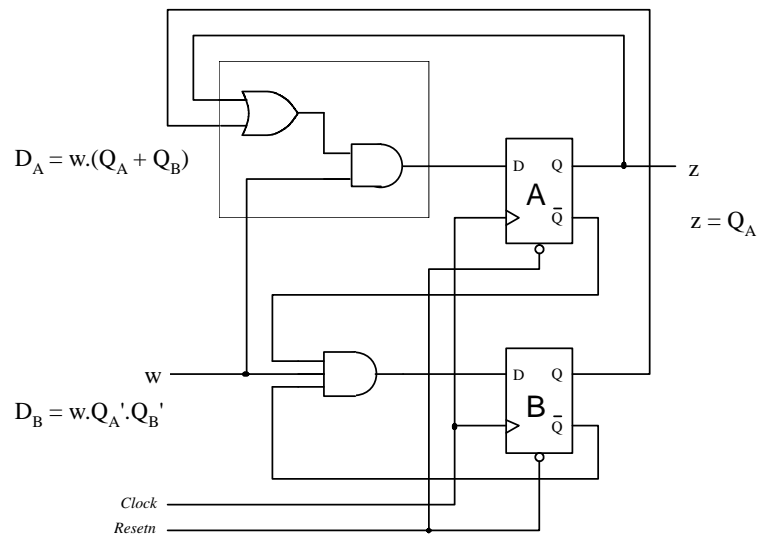 D_A = w.(Q_A + Q_B)
D Q
A
Q̅
z
z = Q_A
w
D_B = w.Q_A'.Q_B'
D Q
B
Q̅
Clock
Resetn